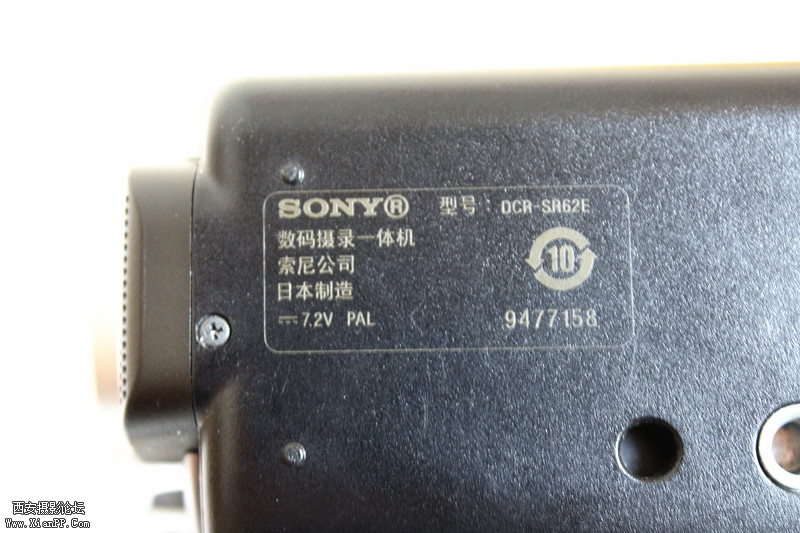 SONY® 型号: DCR-SR62E
数码摄录一体机
索尼公司
日本制造
10
⎓ 7.2V PAL
9477158
西安摄影论坛
Www.XianPP.Com